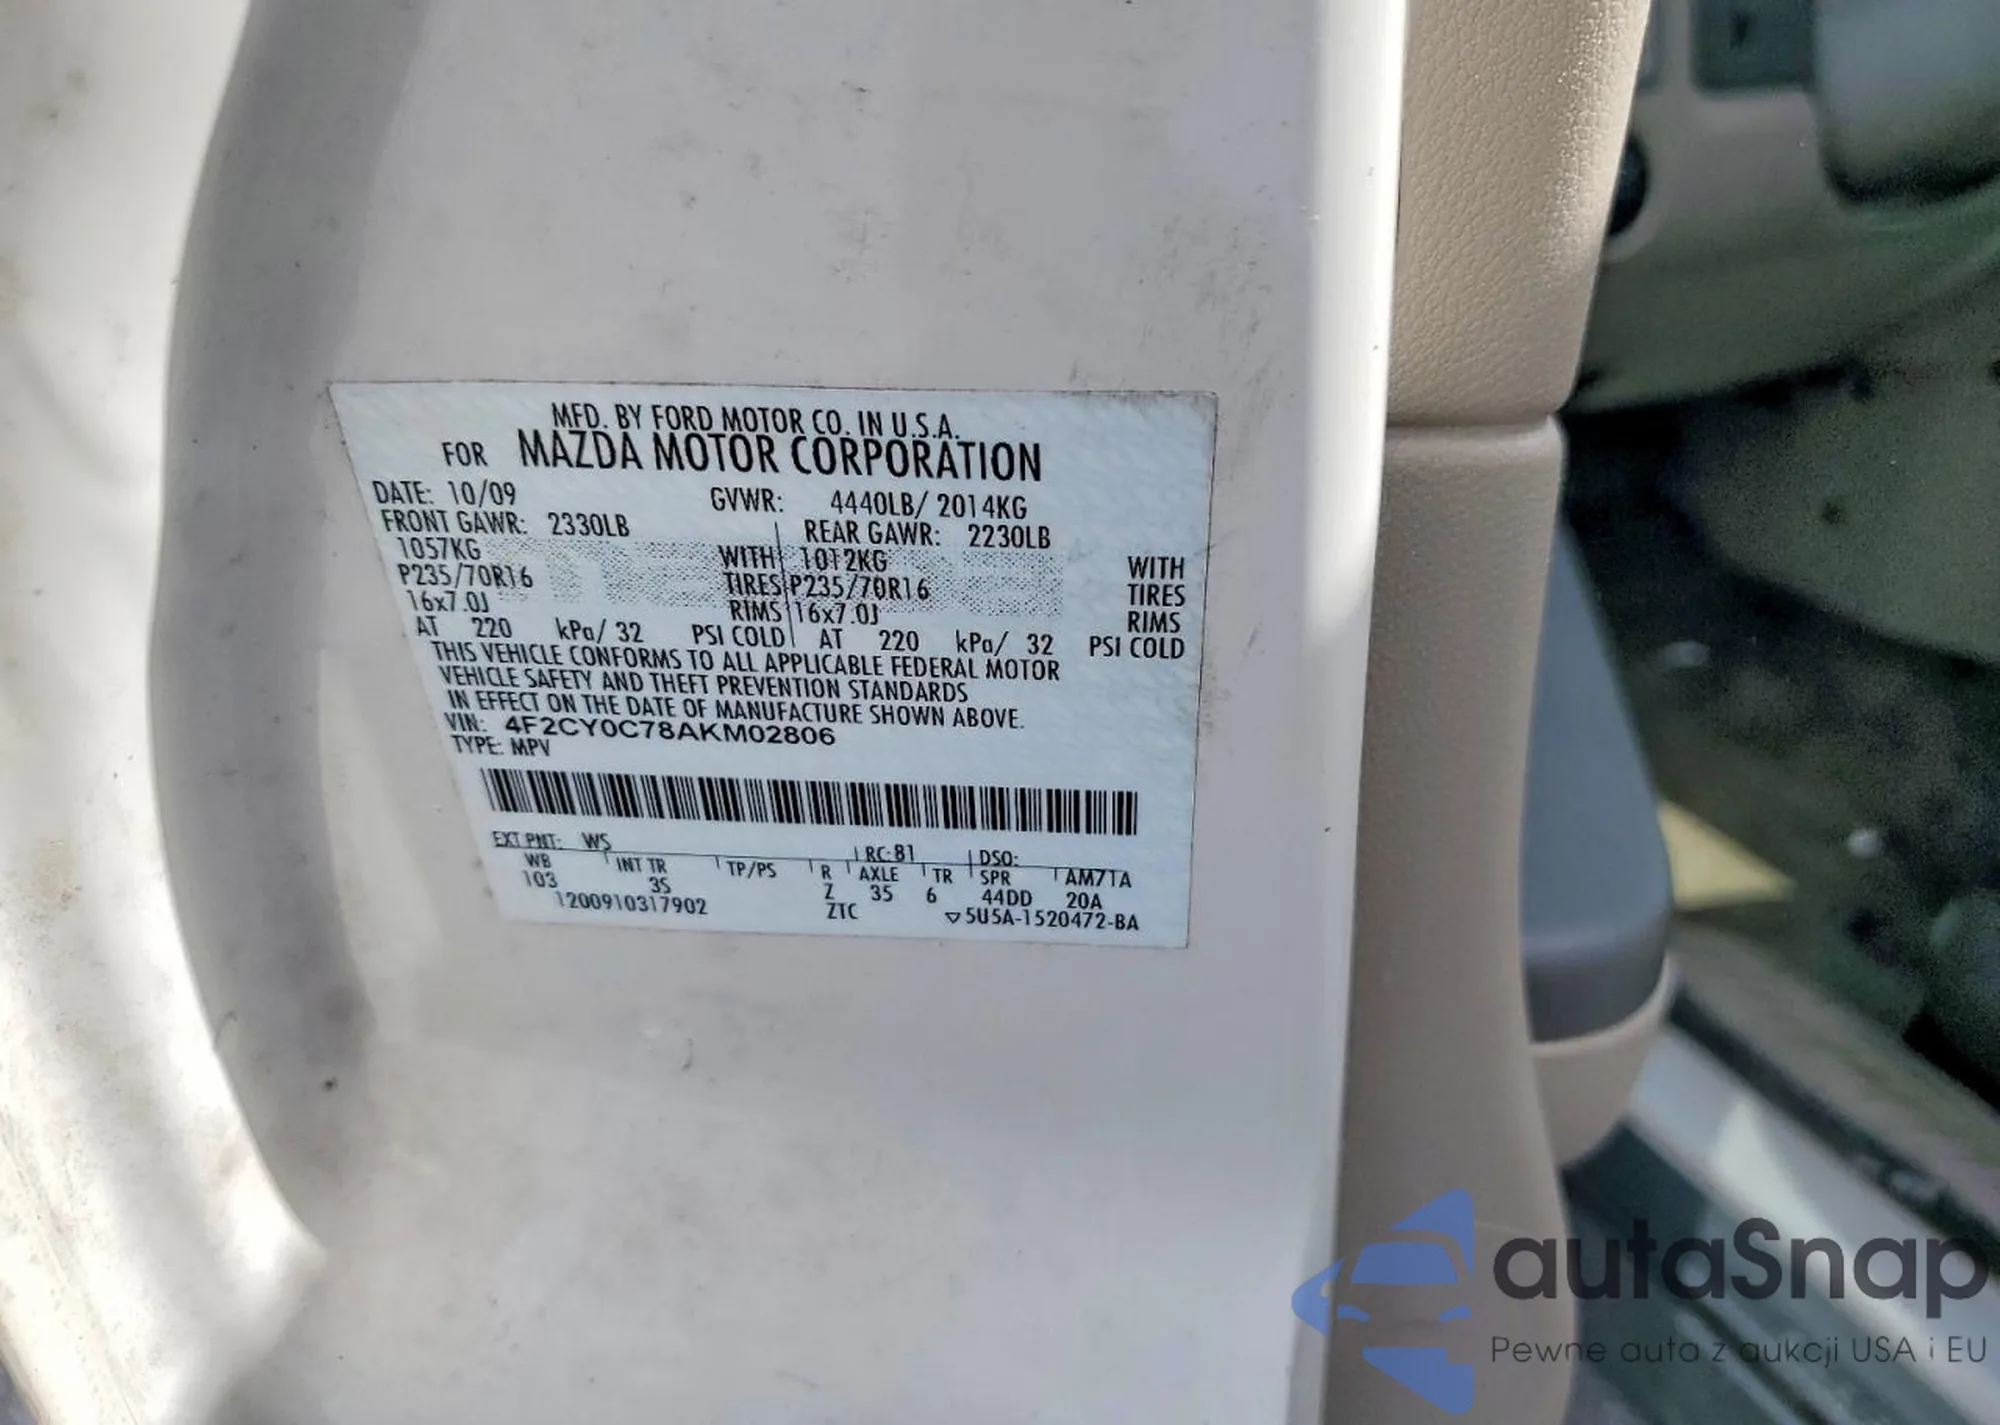 MFD. BY FORD MOTOR CO. IN U.S.A.
FOR MAZDA MOTOR CORPORATION
DATE: 10/09 GVWR: 4440LB/ 2014KG
FRONT GAWR: 2330LB REAR GAWR: 2230LB
1057KG WITH 1012KG WITH
P235/70R16 TIRES P235/70R16 TIRES
16x7.0J RIMS 16x7.0J RIMS
AT 220 kPa/ 32 PSI COLD AT 220 kPa/ 32 PSI COLD
THIS VEHICLE CONFORMS TO ALL APPLICABLE FEDERAL MOTOR
VEHICLE SAFETY AND THEFT PREVENTION STANDARDS
IN EFFECT ON THE DATE OF MANUFACTURE SHOWN ABOVE.
VIN: 4F2CY0C78AKM02806
TYPE: MPV
EXT PNT: WS RC: 81 DSO:
WB INT TR TP/PS R AXLE TR SPR AM71A
103 3S Z 35 6 44DD 20A
1200910317902 ZTC ▽5U5A-1520472-BA
autaSnap
Pewne auta z aukcji USA i EU